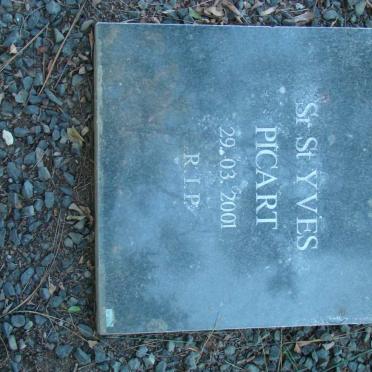 Sr St YVES
PICART
29. 03. 2001
R. I. P.